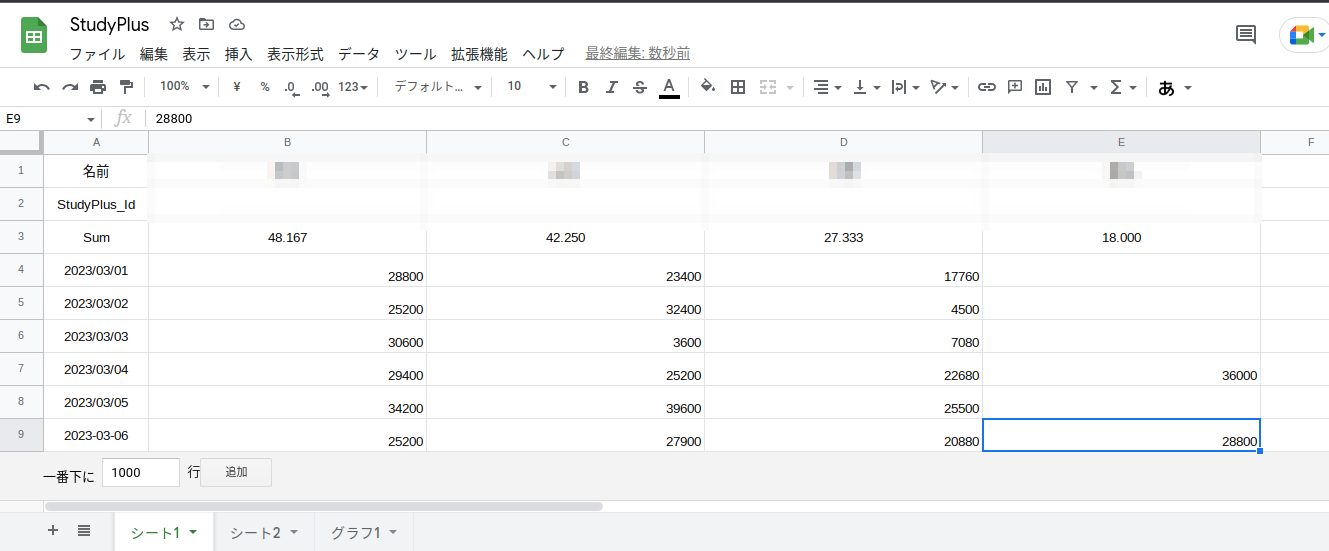 StudyPlus
ファイル 編集 表示 挿入 表示形式 データ ツール 拡張機能 ヘルプ 最終編集: 数秒前
100% ¥ % .0 .00 123 デフォルト... 10 B I S A あ
E9 fx 28800
A B C D E F
1 名前
2 StudyPlus_Id
3 Sum 48.167 42.250 27.333 18.000
4 2023/03/01 28800 23400 17760
5 2023/03/02 25200 32400 4500
6 2023/03/03 30600 3600 7080
7 2023/03/04 29400 25200 22680 36000
8 2023/03/05 34200 39600 25500
9 2023-03-06 25200 27900 20880 28800
一番下に 1000 行 追加
シート1 シート2 グラフ1